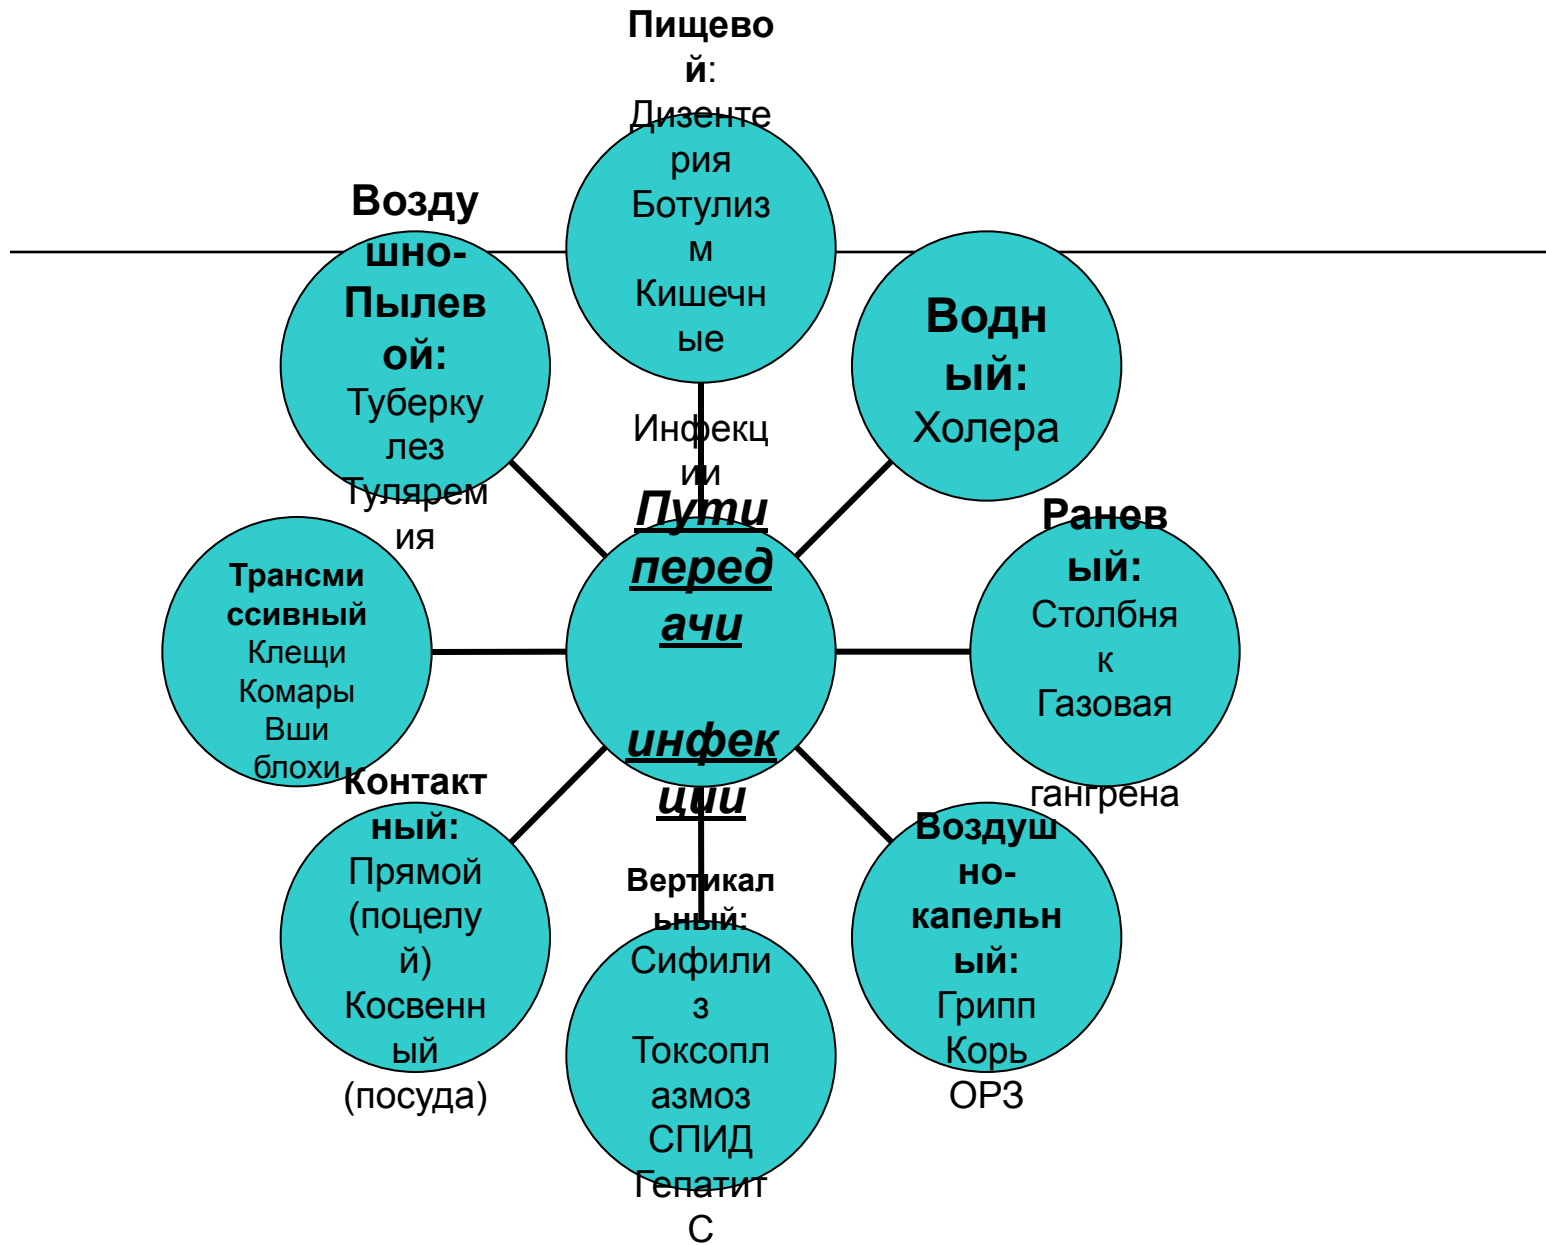 Пищево
й:
Дизенте
рия
Ботулиз
м
Кишечн
ые
Инфекц
ии
Водн
ый:
Холера
Ранев
ый:
Столбня
к
Газовая
гангрена
Воздуш
но-
капельн
ый:
Грипп
Корь
ОРЗ
Вертикал
ьный:
Сифили
з
Токсопл
азмоз
СПИД
Гепатит
С
Контакт
ный:
Прямой
(поцелу
й)
Косвенн
ый
(посуда)
Трансми
ссивный
Клещи
Комары
Вши
блохи
Возду
шно-
Пылев
ой:
Туберку
лез
Тулярем
ия
Пути
перед
ачи
инфек
ции